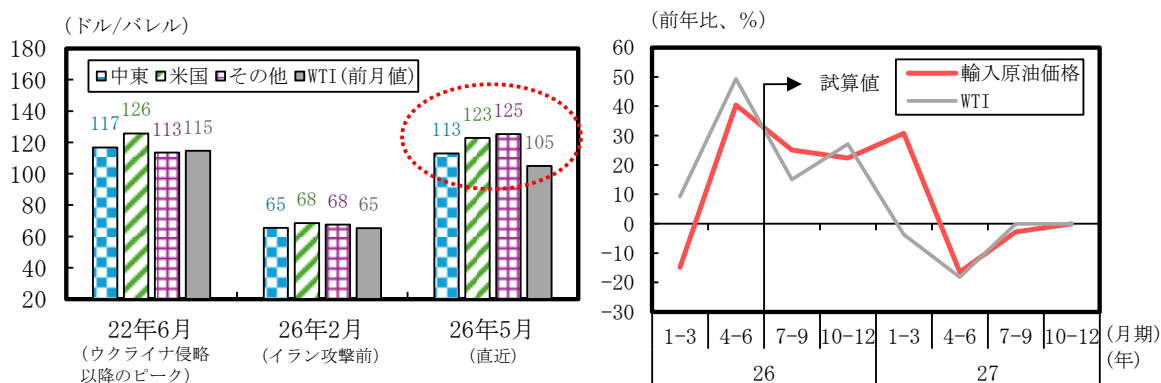 (ドル/バレル)
180
160
140
120
100
80
60
40
20
中東 米国 その他 WTI(前月値)
117 126 113 115
65 68 68 65
113 123 125 105
22年6月 26年2月 26年5月
(ウクライナ侵略 (イラン攻撃前) (直近)
以降のピーク)
(前年比、%)
60
50
40
30
20
10
0
-10
-20
-30
試算値
輸入原油価格
WTI
1-3 4-6 7-9 10-12 1-3 4-6 7-9 10-12 (月期)
26 27 (年)